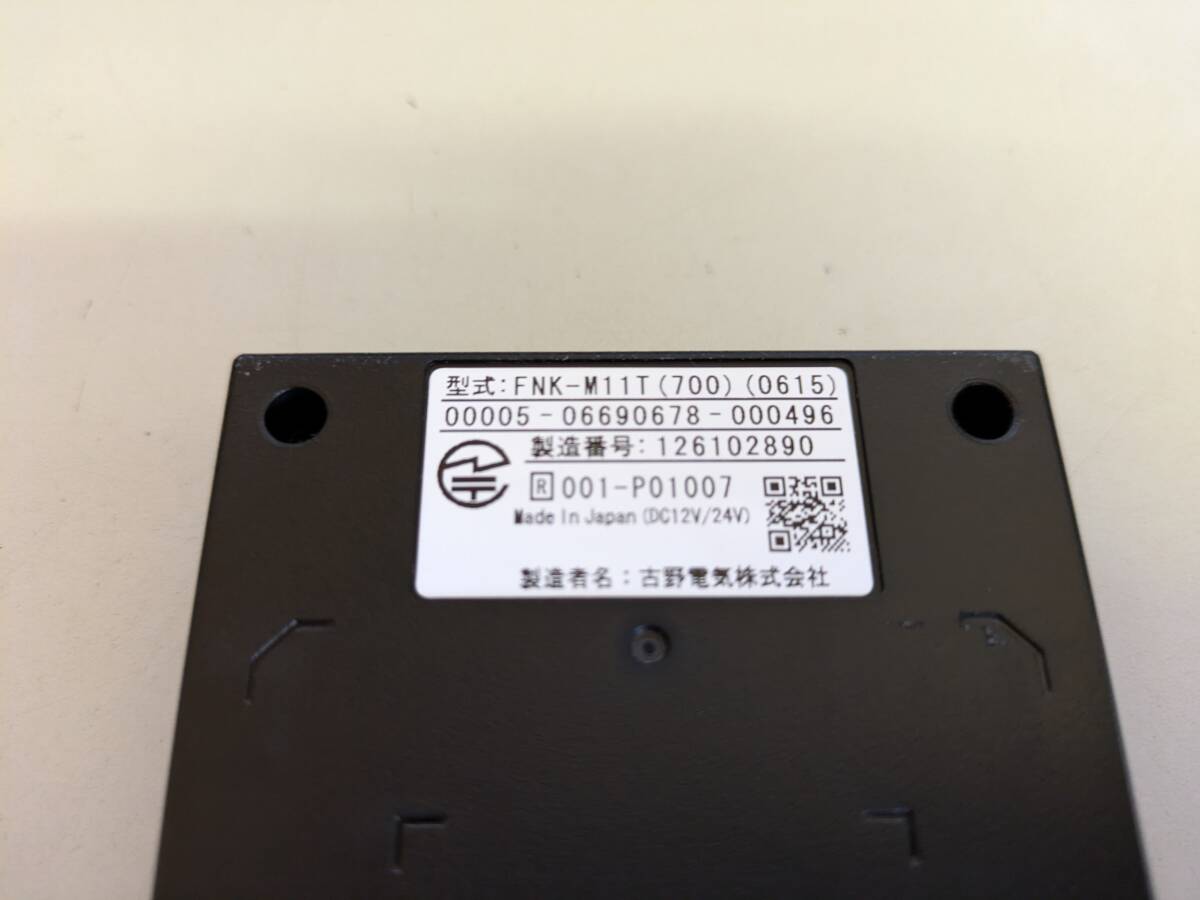 型式:FNK-M11T(700)(0615)
00005-06690678-000496
製造番号:126102890
R 001-P01007
Made In Japan (DC12V/24V)
製造者名:古野電気株式会社